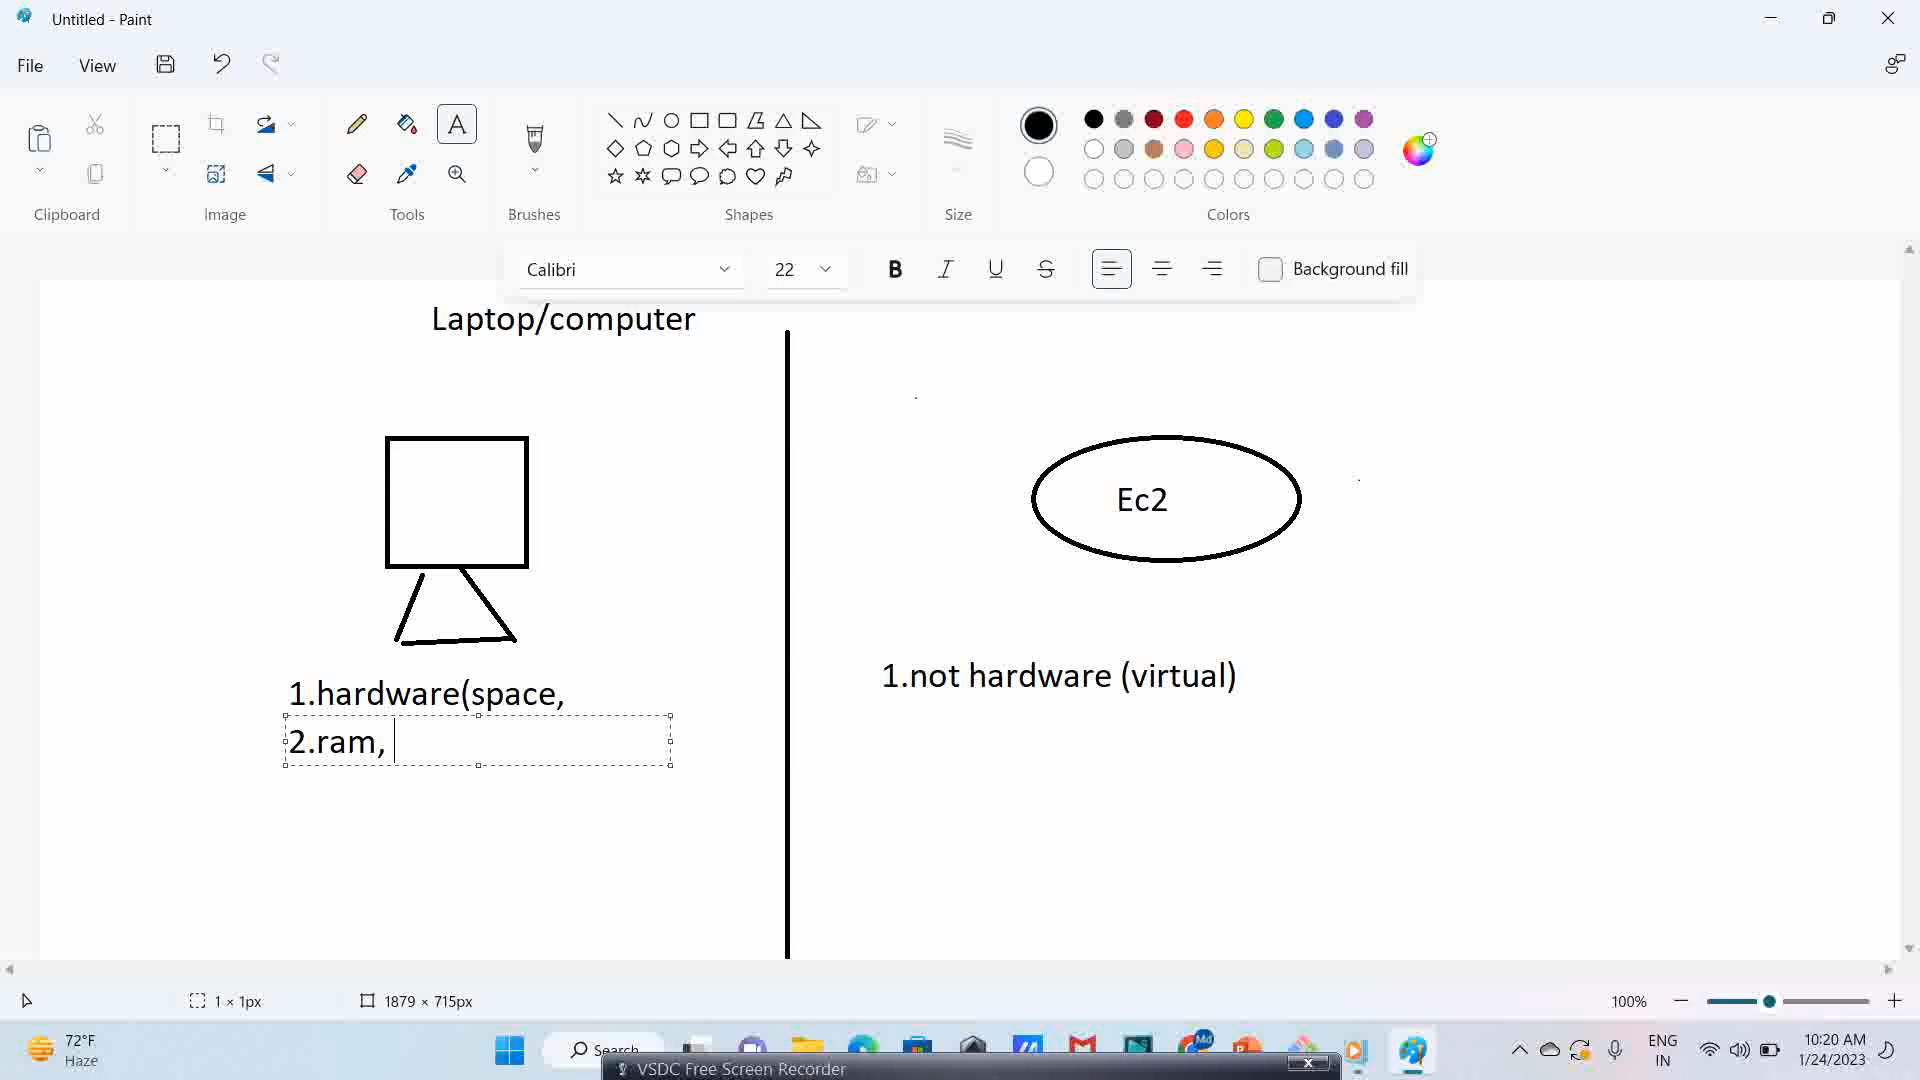 Untitled - Paint
File
View
Clipboard
Image
Tools
Brushes
Shapes
Size
Colors
Calibri
22
B
I
U
S
Background fill
Laptop/computer
Ec2
1.hardware(space,
1.not hardware (virtual)
2.ram,
1 × 1px
1879 × 715px
100%
72°F
Haze
Search
Md
ENG
IN
10:20 AM
1/24/2023
VSDC Free Screen Recorder